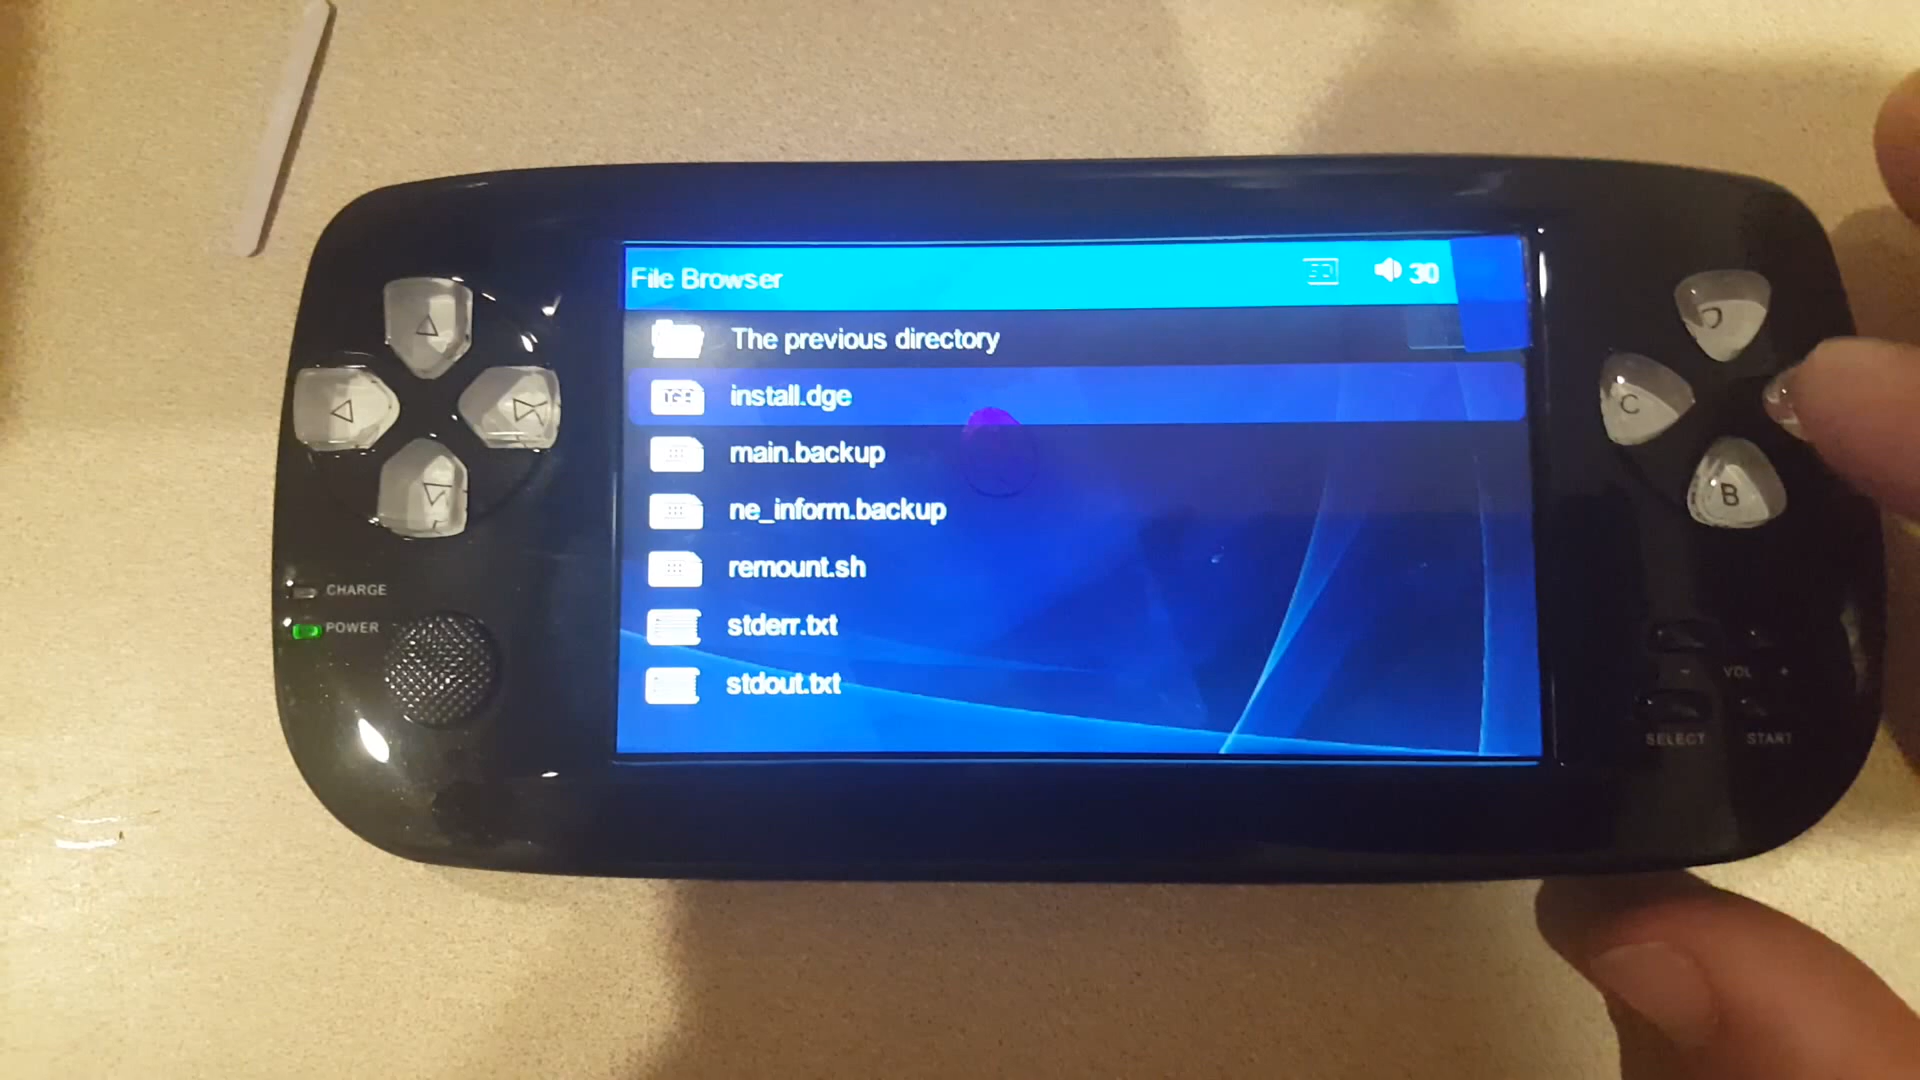 File Browser 30
The previous directory
install.dge
main.backup
ne_inform.backup
remount.sh
stderr.txt
stdout.txt
CHARGE
POWER
D
C
B
- VOL +
SELECT START